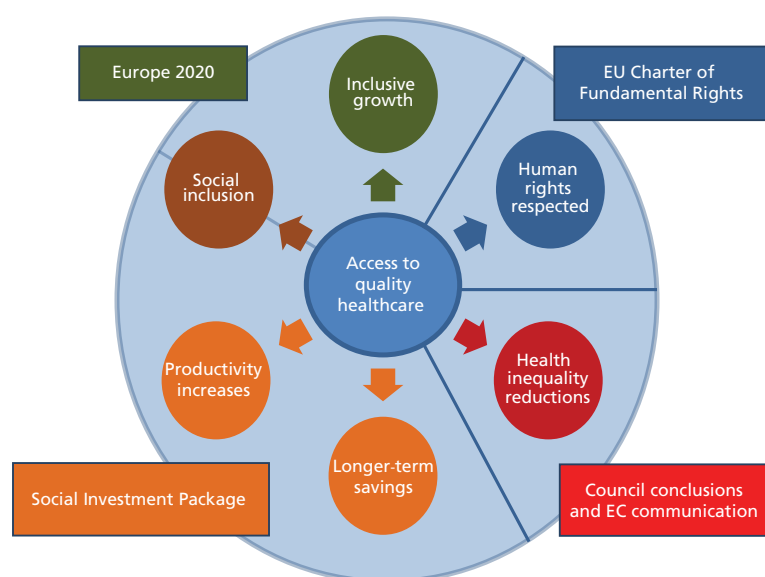 Europe 2020
Inclusive
growth
EU Charter of
Fundamental Rights
Social
inclusion
Human
rights
respected
Access to
quality
healthcare
Productivity
increases
Health
inequality
reductions
Longer-term
savings
Social Investment Package
Council conclusions
and EC communication